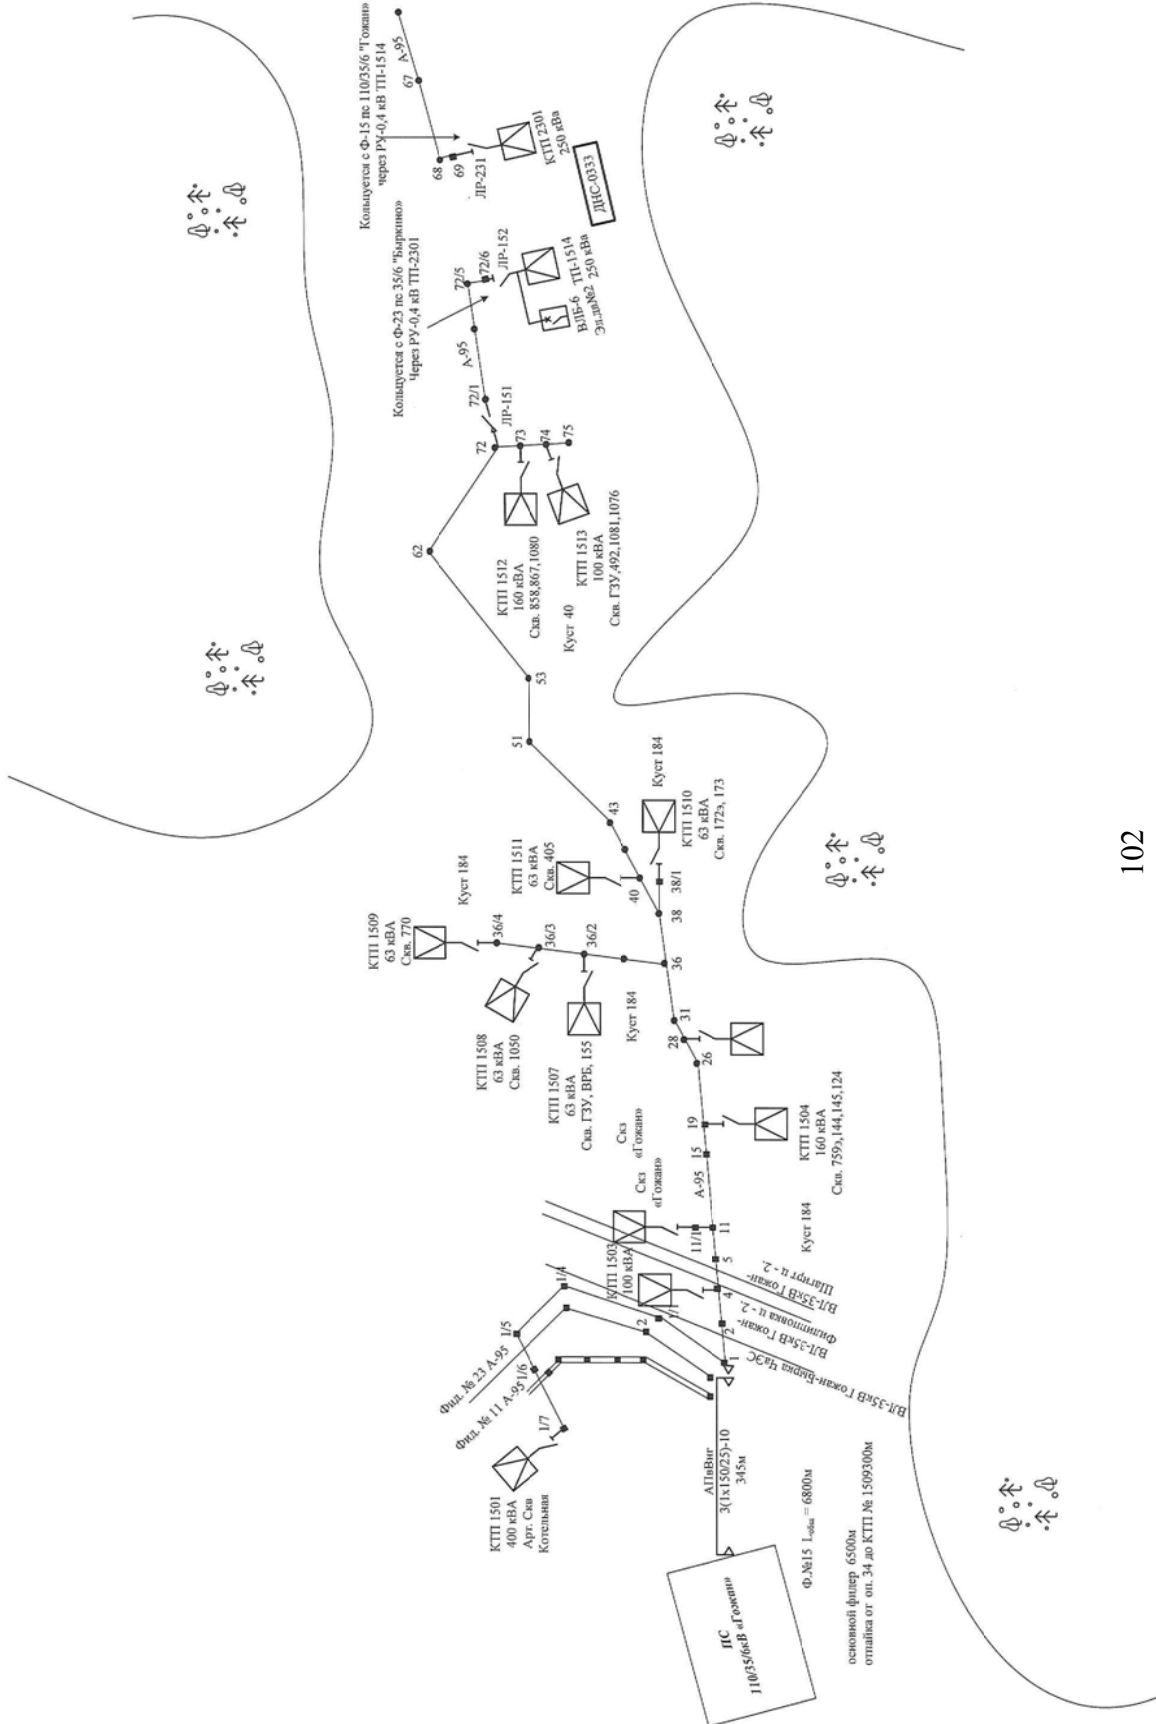 Кольцуется с Ф-15 пс 110/35/6 "Гожан"
через РУ-0,4 кВ ТП-1514
А-95
67
68
69
ЛР-231
КТП 2301
250 кВа
ДНС-0333
Кольцуется с Ф-23 пс 35/6 "Быркино»
Через РУ-0,4 кВ ТП-2301
72/5
72/6
ЛР-152
ТП-1514
250 кВа
ВЛБ-6
Эл.дв№2
А-95
72/1
ЛР-151
72
73
74
75
КТП 1512
160 кВА
Скв. 858,867,1080
КТП 1513
100 кВА
Скв. ГЗУ,492,1081,1076
Куст 40
62
53
51
43
Куст 184
КТП 1510
63 кВА
Скв. 172э, 173
38/1
38
40
КТП 1511
63 кВА
Скв. 405
Куст 184
КТП 1509
63 кВА
Скв. 770
36/4
36/3
36/2
36
КТП 1508
63 кВА
Скв. 1050
КТП 1507
63 кВА
Скв. ГЗУ, ВРБ, 155
Куст 184
31
28
26
19
15
КТП 1504
160 кВА
Скв. 759э,144,145,124
Скз
«Гожан»
Скз
«Гожан»
А-95
11/1
11
Куст 184
КТП 1503
100 кВА
5
4
2
1
1/4
1/5
1/6
1/7
2
Фид. № 23 А-95
Фид. № 11 А-95
ВЛ-35кВ Гожан-
Шагирт ц - 2.
ВЛ-35кВ Гожан-
Филипповка ц - 2.
ВЛ-35кВ Гожан-Бырка ЧаЭС
КТП 1501
400 кВА
Арт. Скв
Котельная
АПвВнг
3(1х150/25)-10
345м
ПС
110/35/6кВ «Гожан»
Ф.№15 Lобщ = 6800м
основной фидер 6500м
отпайка от оп. 34 до КТП № 1509300м
102